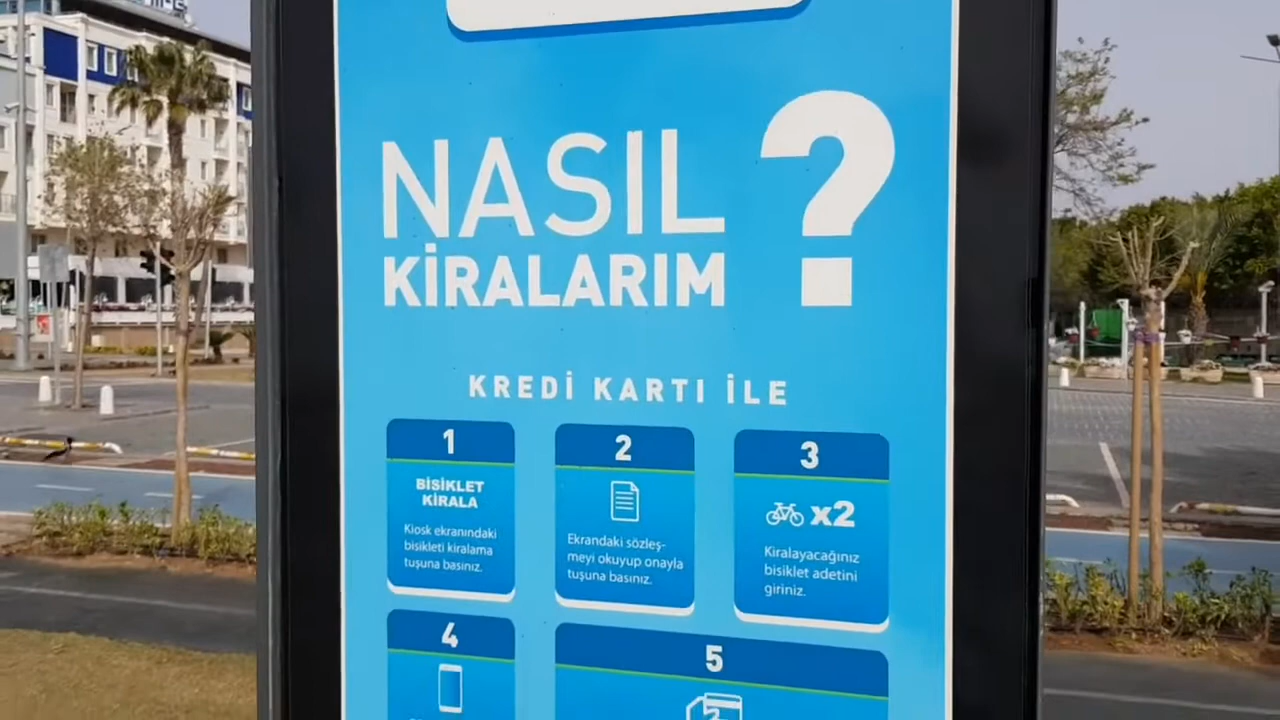 NASIL
KİRALARIM
?
KREDİ KARTI İLE
1
BİSİKLET
KİRALA
Kiosk ekranındaki
bisikleti kiralama
tuşuna basınız.
2
Ekrandaki sözleş-
meyi okuyup onayla
tuşuna basınız.
3
x2
Kiralayacağınız
bisiklet adetini
giriniz.
4
5